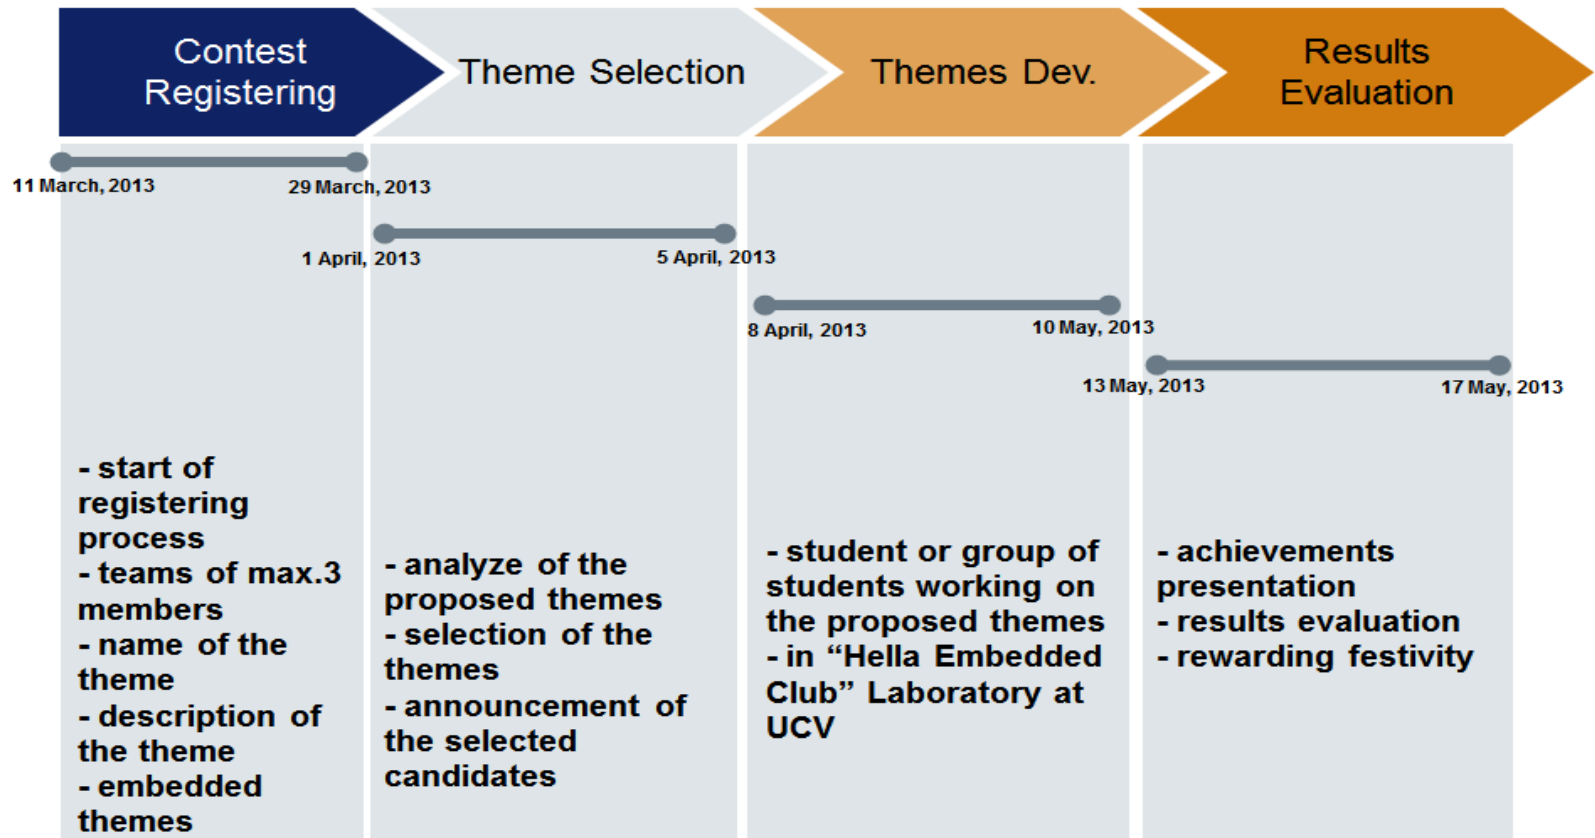 Contest
Registering
Theme Selection
Themes Dev.
Results
Evaluation
11 March, 2013
29 March, 2013
1 April, 2013
5 April, 2013
8 April, 2013
10 May, 2013
13 May, 2013
17 May, 2013
- start of
registering
process
- teams of max.3
members
- name of the
theme
- description of
the theme
- embedded
themes
- analyze of the
proposed themes
- selection of the
themes
- announcement of
the selected
candidates
- student or group of
students working on
the proposed themes
- in “Hella Embedded
Club” Laboratory at
UCV
- achievements
presentation
- results evaluation
- rewarding festivity